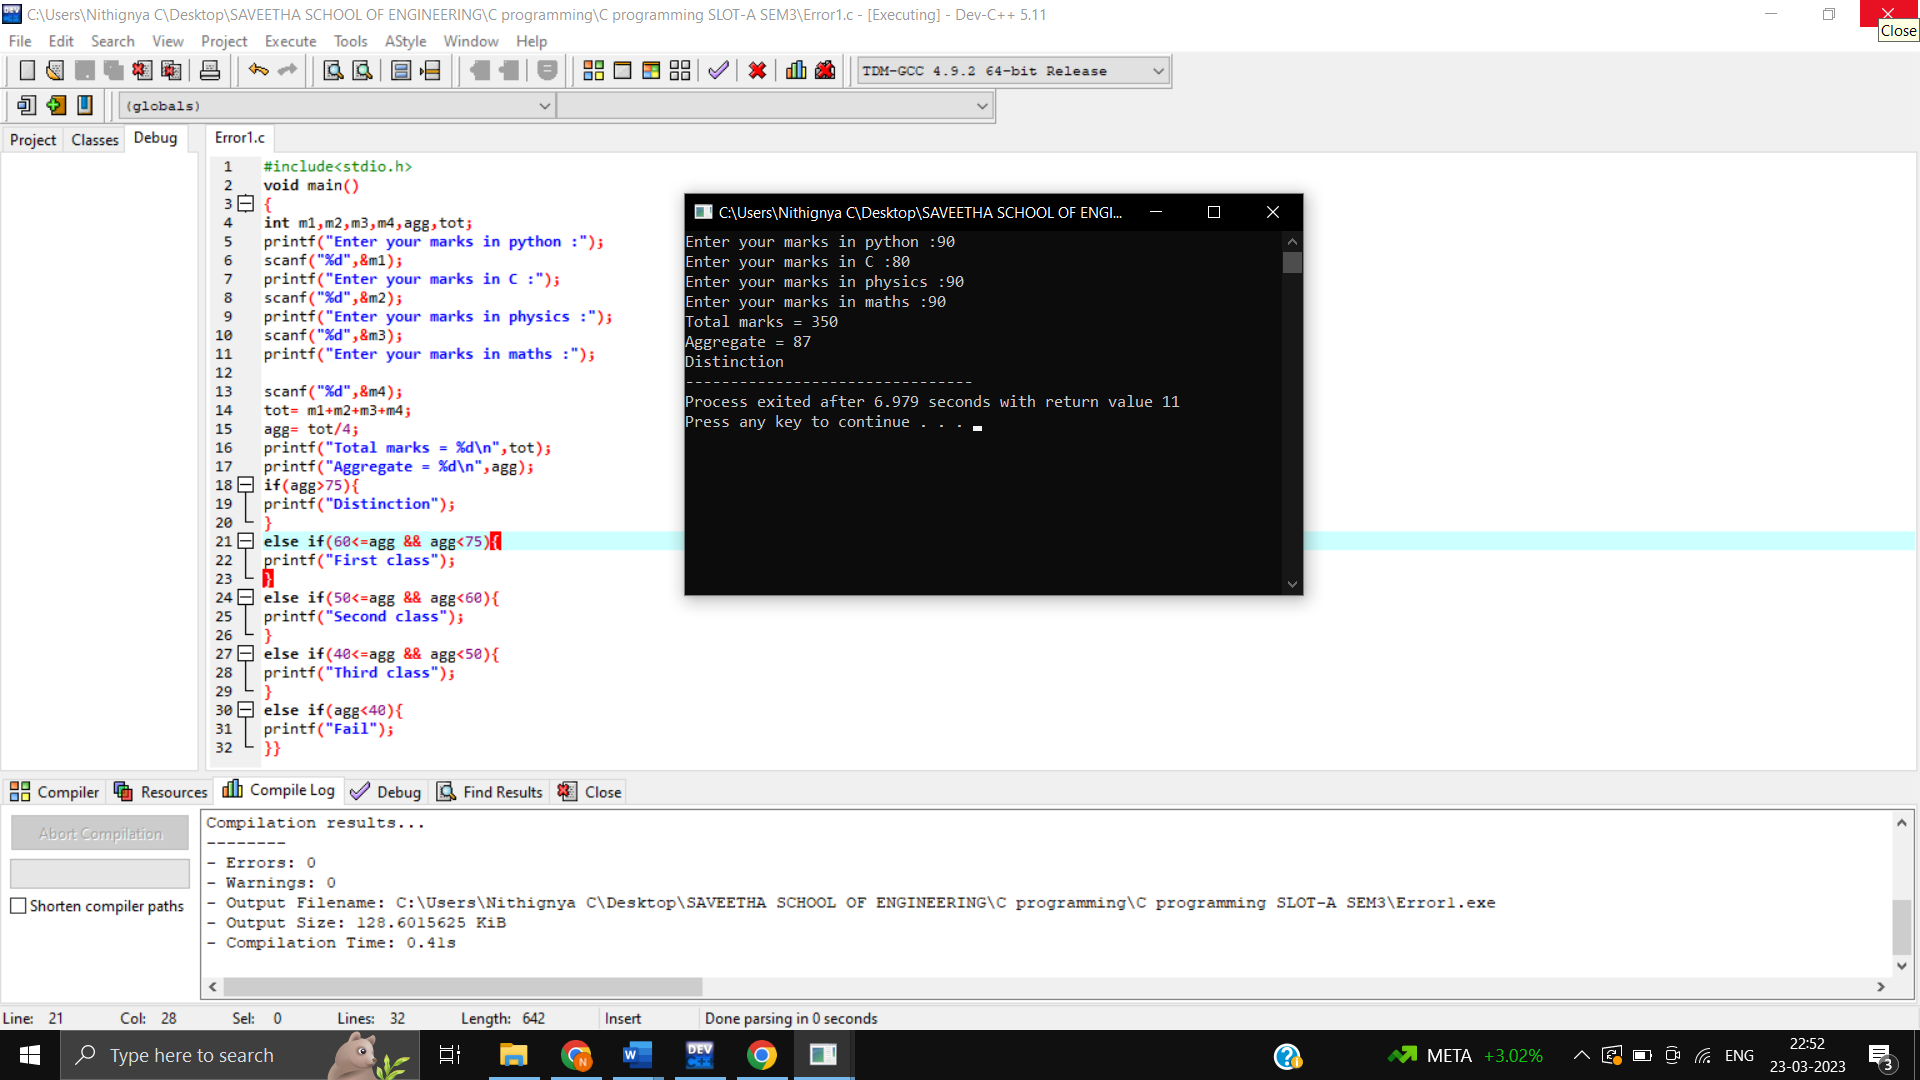 C:\Users\Nithignya C\Desktop\SAVEETHA SCHOOL OF ENGINEERING\C programming\C programming SLOT-A SEM3\Error1.c - [Executing] - Dev-C++ 5.11
Close
File Edit Search View Project Execute Tools AStyle Window Help
TDM-GCC 4.9.2 64-bit Release
(globals)
Project Classes Debug
Error1.c
1 #include<stdio.h>
2 void main()
3 {
4 int m1,m2,m3,m4,agg,tot;
5 printf("Enter your marks in python :");
6 scanf("%d",&m1);
7 printf("Enter your marks in C :");
8 scanf("%d",&m2);
9 printf("Enter your marks in physics :");
10 scanf("%d",&m3);
11 printf("Enter your marks in maths :");
12
13 scanf("%d",&m4);
14 tot= m1+m2+m3+m4;
15 agg= tot/4;
16 printf("Total marks = %d\n",tot);
17 printf("Aggregate = %d\n",agg);
18 if(agg>75){
19 printf("Distinction");
20 }
21 else if(60<=agg && agg<75){
22 printf("First class");
23 }
24 else if(50<=agg && agg<60){
25 printf("Second class");
26 }
27 else if(40<=agg && agg<50){
28 printf("Third class");
29 }
30 else if(agg<40){
31 printf("Fail");
32 }}
C:\Users\Nithignya C\Desktop\SAVEETHA SCHOOL OF ENGI...
Enter your marks in python :90
Enter your marks in C :80
Enter your marks in physics :90
Enter your marks in maths :90
Total marks = 350
Aggregate = 87
Distinction
--------------------------------
Process exited after 6.979 seconds with return value 11
Press any key to continue . . .
Compiler Resources Compile Log Debug Find Results Close
Abort Compilation
Shorten compiler paths
Compilation results...
--------
- Errors: 0
- Warnings: 0
- Output Filename: C:\Users\Nithignya C\Desktop\SAVEETHA SCHOOL OF ENGINEERING\C programming\C programming SLOT-A SEM3\Error1.exe
- Output Size: 128.6015625 KiB
- Compilation Time: 0.41s
Line: 21 Col: 28 Sel: 0 Lines: 32 Length: 642 Insert Done parsing in 0 seconds
Type here to search
N
W
DEV C++
META +3.02%
ENG
22:52
23-03-2023
3